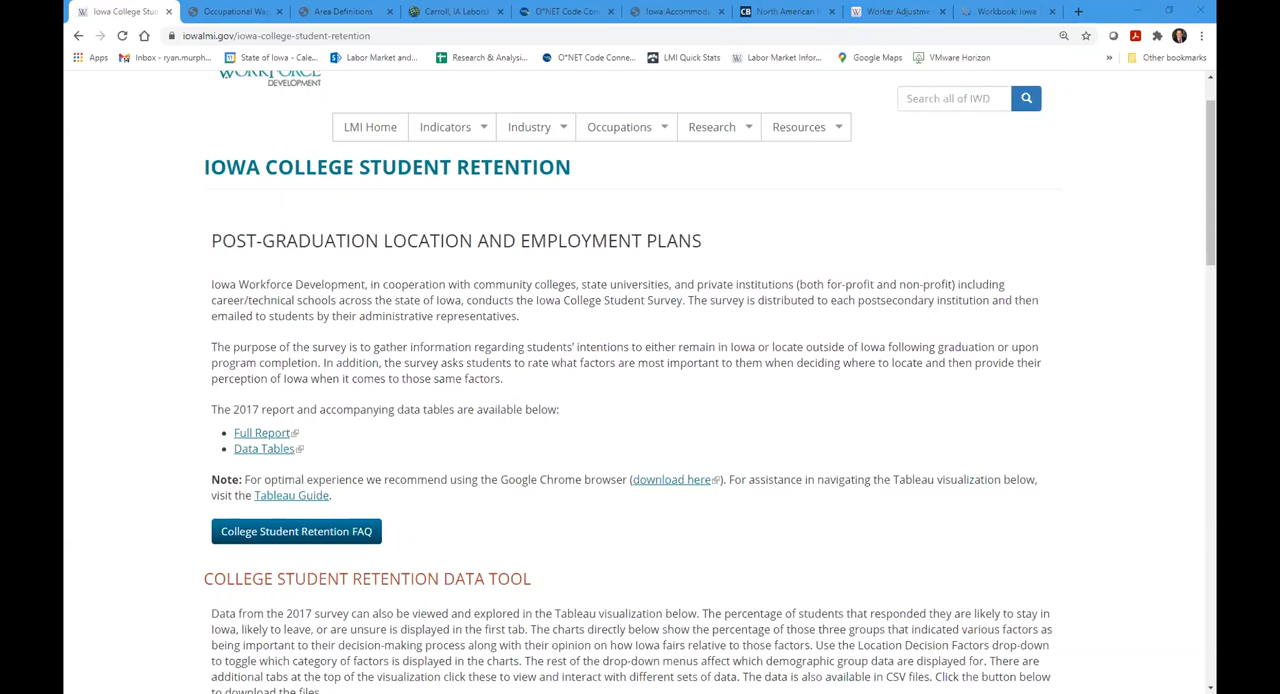 Iowa College Stu
Occupational Wa
Area Definitions
Carroll, IA Laborsh
O*NET Code Con
Iowa Accommoda
CB North American
Worker Adjustme
Workbook: Iowa
iowalmi.gov/iowa-college-student-retention
Apps
Inbox - ryan.murph...
State of Iowa - Cale...
Labor Market and...
Research & Analysi...
O*NET Code Conne...
LMI Quick Stats
Labor Market Infor...
Google Maps
VMware Horizon
»
Other bookmarks
WORKFORCE
DEVELOPMENT
Search all of IWD
LMI Home
Indicators
Industry
Occupations
Research
Resources
IOWA COLLEGE STUDENT RETENTION
POST-GRADUATION LOCATION AND EMPLOYMENT PLANS
Iowa Workforce Development, in cooperation with community colleges, state universities, and private institutions (both for-profit and non-profit) including
career/technical schools across the state of Iowa, conducts the Iowa College Student Survey. The survey is distributed to each postsecondary institution and then
emailed to students by their administrative representatives.
The purpose of the survey is to gather information regarding students' intentions to either remain in Iowa or locate outside of Iowa following graduation or upon
program completion. In addition, the survey asks students to rate what factors are most important to them when deciding where to locate and then provide their
perception of Iowa when it comes to those same factors.
The 2017 report and accompanying data tables are available below:
• Full Report
• Data Tables
Note: For optimal experience we recommend using the Google Chrome browser (download here). For assistance in navigating the Tableau visualization below,
visit the Tableau Guide.
College Student Retention FAQ
COLLEGE STUDENT RETENTION DATA TOOL
Data from the 2017 survey can also be viewed and explored in the Tableau visualization below. The percentage of students that responded they are likely to stay in
Iowa, likely to leave, or are unsure is displayed in the first tab. The charts directly below show the percentage of those three groups that indicated various factors as
being important to their decision-making process along with their opinion on how Iowa fairs relative to those factors. Use the Location Decision Factors drop-down
to toggle which category of factors is displayed in the charts. The rest of the drop-down menus affect which demographic group data are displayed for. There are
additional tabs at the top of the visualization click these to view and interact with different sets of data. The data is also available in CSV files. Click the button below
to download the files.